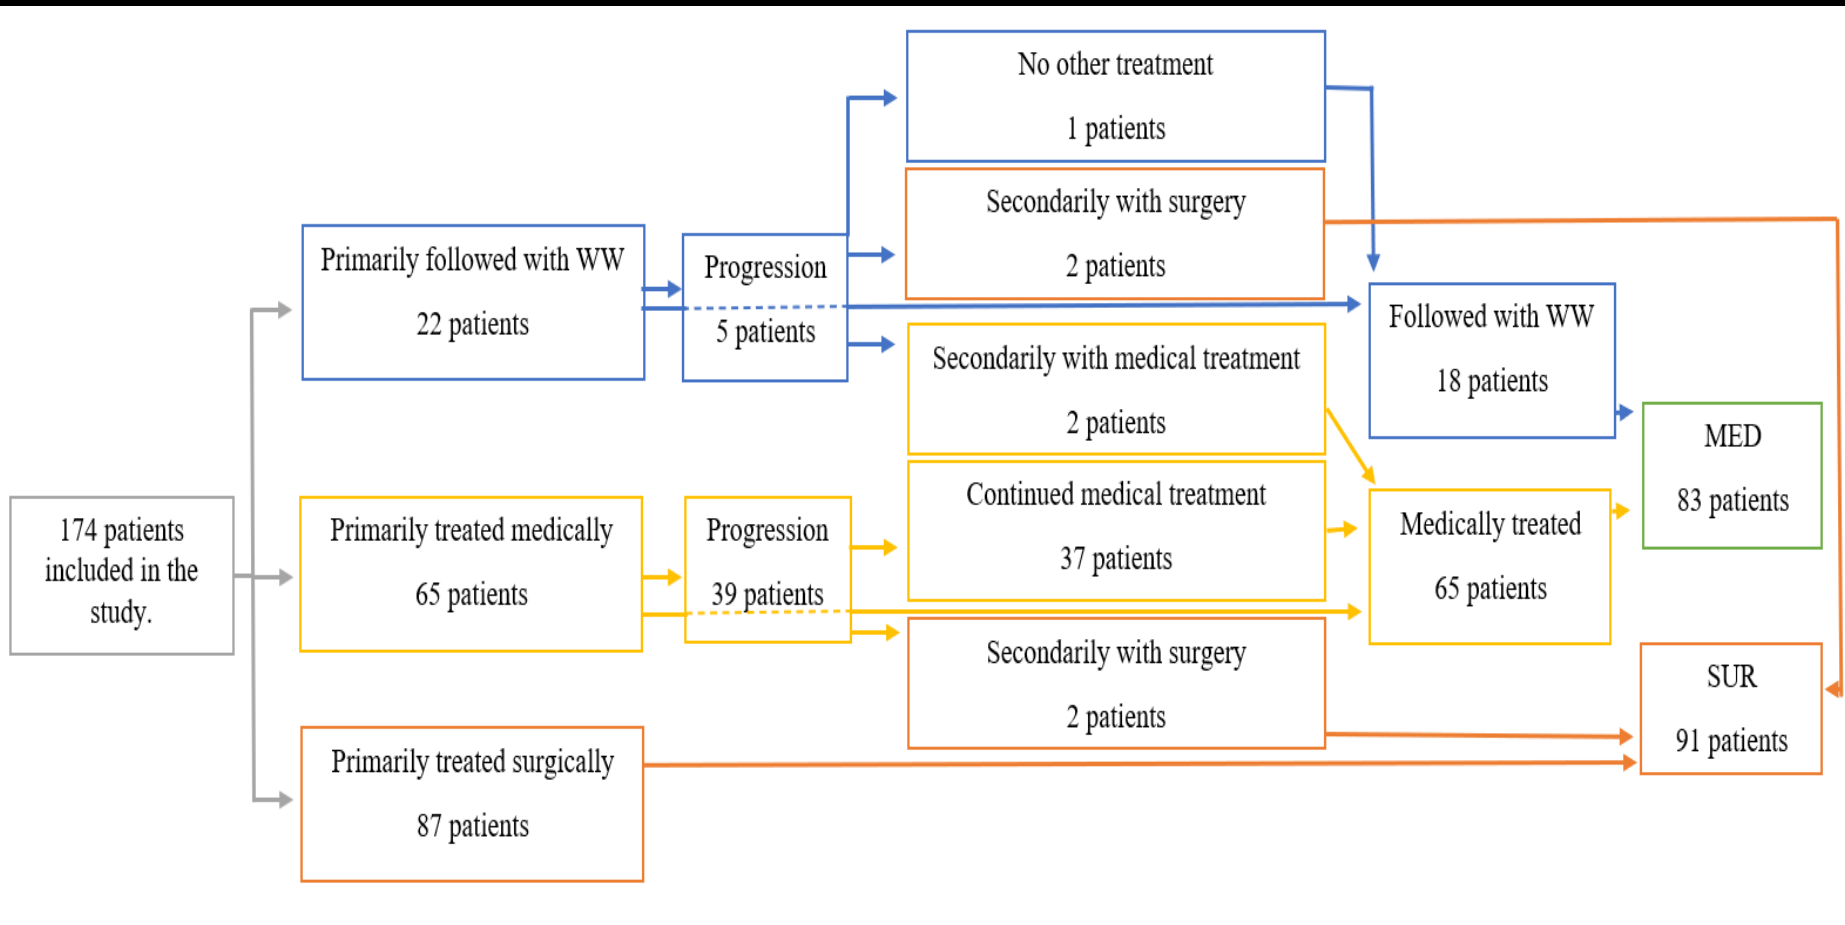 No other treatment
1 patients
Secondarily with surgery
2 patients
Primarily followed with WW
22 patients
Progression
5 patients
Followed with WW
18 patients
Secondarily with medical treatment
2 patients
MED
83 patients
174 patients
included in the
study.
Primarily treated medically
65 patients
Progression
39 patients
Continued medical treatment
37 patients
Medically treated
65 patients
Secondarily with surgery
2 patients
SUR
91 patients
Primarily treated surgically
87 patients